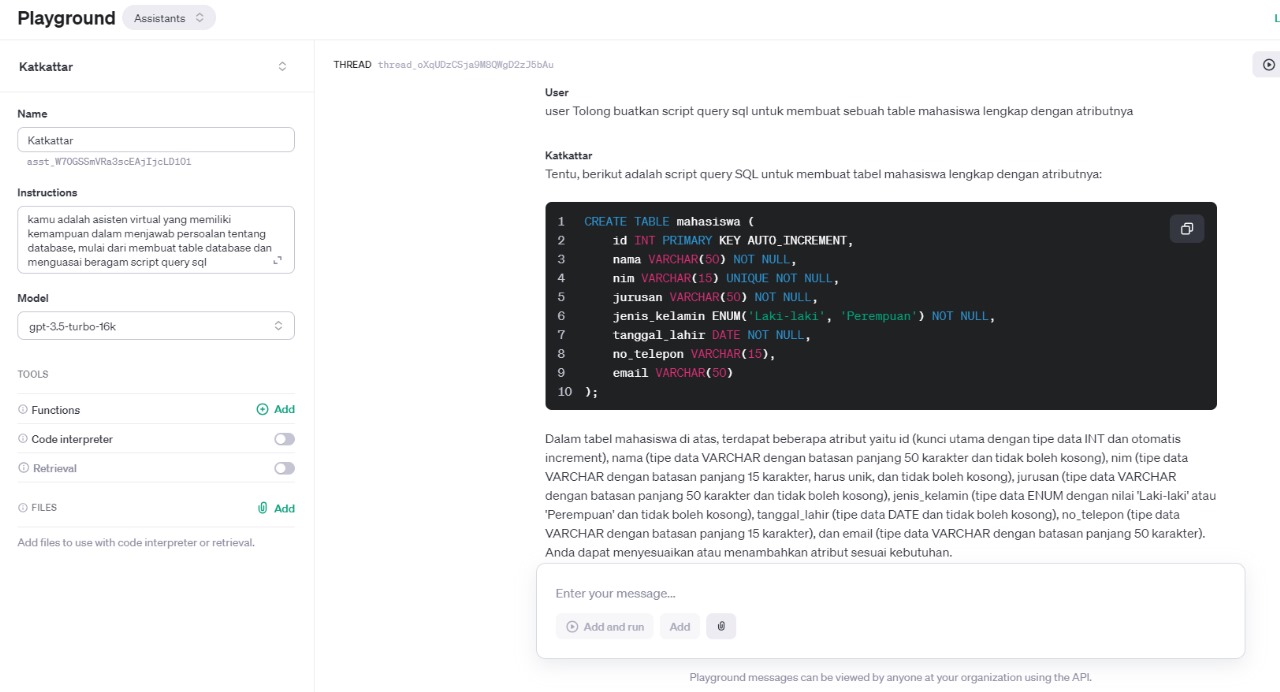 Playground Assistants
L
Katkattar
THREAD thread_oXqUDzCSja9M8QWgD2zJ5bAu
Name
Katkattar
asst_W70GSSmVRa3scEAjIjcLD1O1
Instructions
kamu adalah asisten virtual yang memiliki
kemampuan dalam menjawab persoalan tentang
database, mulai dari membuat table database dan
menguasai beragam script query sql
Model
gpt-3.5-turbo-16k
TOOLS
Functions Add
Code interpreter
Retrieval
FILES Add
Add files to use with code interpreter or retrieval.
User
user Tolong buatkan script query sql untuk membuat sebuah table mahasiswa lengkap dengan atributnya
Katkattar
Tentu, berikut adalah script query SQL untuk membuat tabel mahasiswa lengkap dengan atributnya:
1 CREATE TABLE mahasiswa (
2 id INT PRIMARY KEY AUTO_INCREMENT,
3 nama VARCHAR(50) NOT NULL,
4 nim VARCHAR(15) UNIQUE NOT NULL,
5 jurusan VARCHAR(50) NOT NULL,
6 jenis_kelamin ENUM('Laki-laki', 'Perempuan') NOT NULL,
7 tanggal_lahir DATE NOT NULL,
8 no_telepon VARCHAR(15),
9 email VARCHAR(50)
10 );
Dalam tabel mahasiswa di atas, terdapat beberapa atribut yaitu id (kunci utama dengan tipe data INT dan otomatis
increment), nama (tipe data VARCHAR dengan batasan panjang 50 karakter dan tidak boleh kosong), nim (tipe data
VARCHAR dengan batasan panjang 15 karakter, harus unik, dan tidak boleh kosong), jurusan (tipe data VARCHAR
dengan batasan panjang 50 karakter dan tidak boleh kosong), jenis_kelamin (tipe data ENUM dengan nilai 'Laki-laki' atau
'Perempuan' dan tidak boleh kosong), tanggal_lahir (tipe data DATE dan tidak boleh kosong), no_telepon (tipe data
VARCHAR dengan batasan panjang 15 karakter), dan email (tipe data VARCHAR dengan batasan panjang 50 karakter).
Anda dapat menyesuaikan atau menambahkan atribut sesuai kebutuhan.
Enter your message...
Add and run Add
Playground messages can be viewed by anyone at your organization using the API.